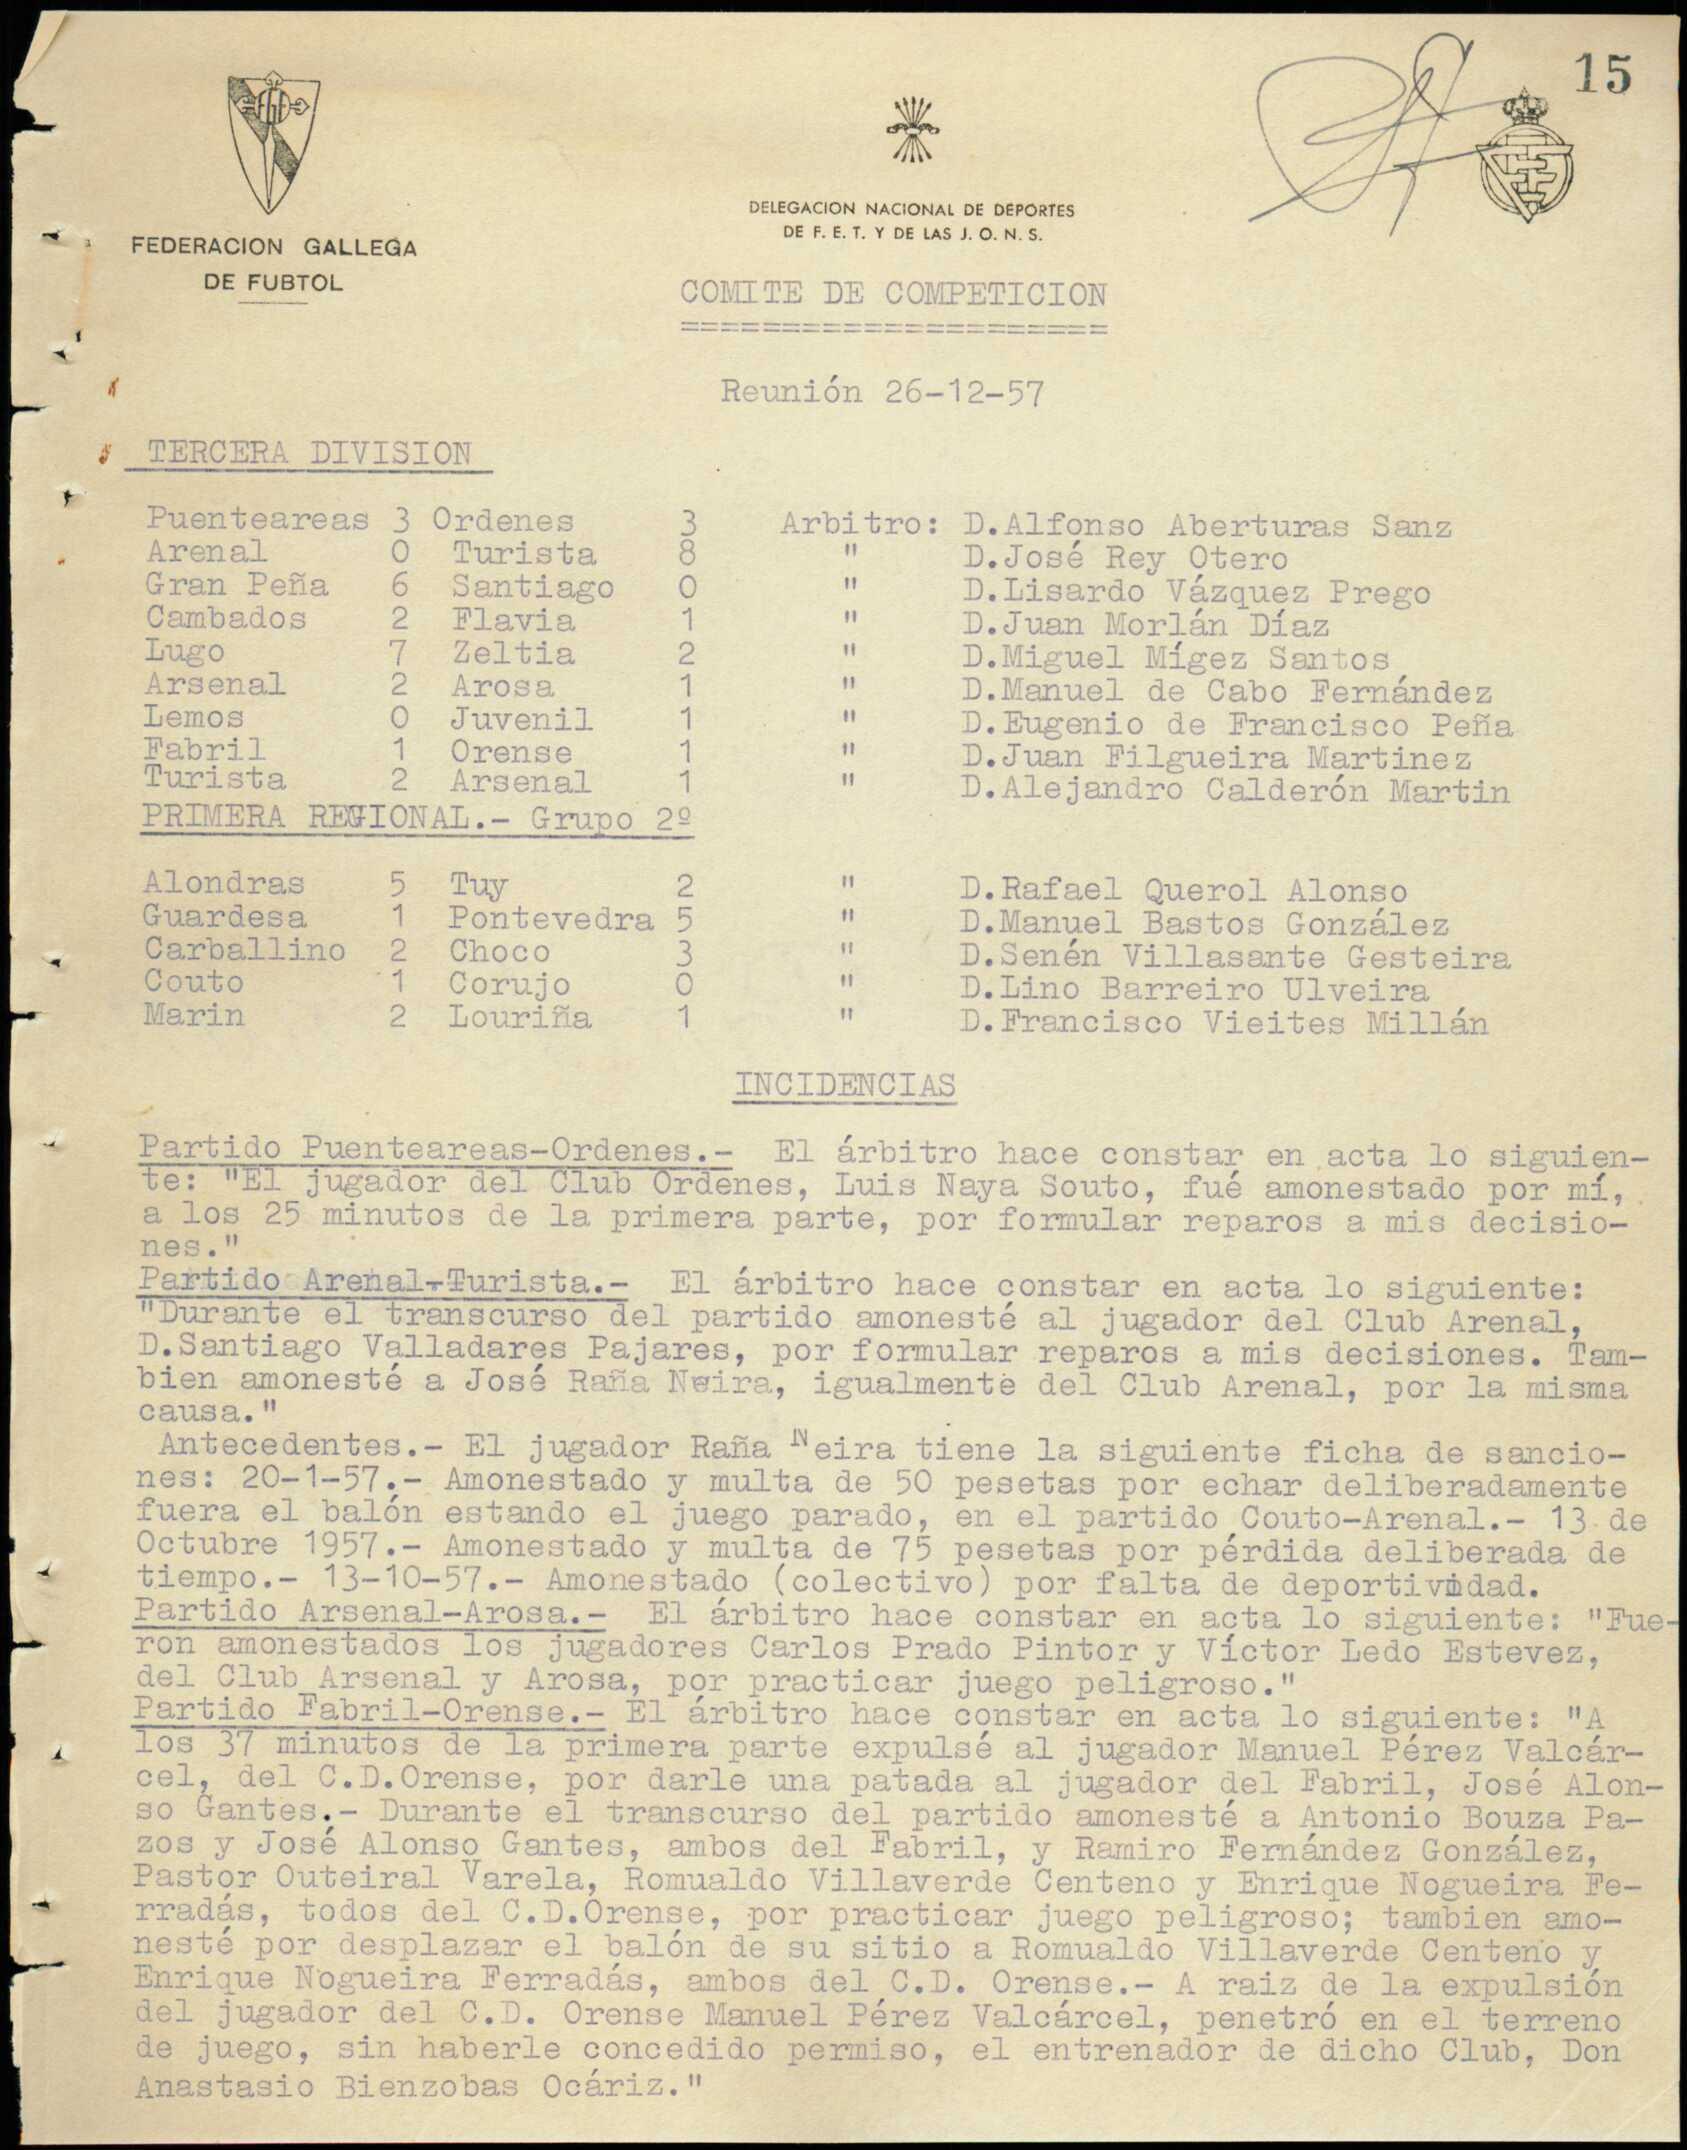 15
FEDERACION GALLEGA
DE FUBTOL
DELEGACION NACIONAL DE DEPORTES
DE F. E. T. Y DE LAS J. O. N. S.
COMITE DE COMPETICION
=====================
Reunión 26-12-57
TERCERA DIVISION
Puenteareas 3 Ordenes 3 Arbitro: D.Alfonso Aberturas Sanz
Arenal 0 Turista 8 " D.José Rey Otero
Gran Peña 6 Santiago 0 " D.Lisardo Vázquez Prego
Cambados 2 Flavia 1 " D.Juan Morlán Díaz
Lugo 7 Zeltia 2 " D.Miguel Mígez Santos
Arsenal 2 Arosa 1 " D.Manuel de Cabo Fernández
Lemos 0 Juvenil 1 " D.Eugenio de Francisco Peña
Fabril 1 Orense 1 " D.Juan Filgueira Martinez
Turista 2 Arsenal 1 " D.Alejandro Calderón Martin
PRIMERA REGIONAL.- Grupo 2º
Alondras 5 Tuy 2 " D.Rafael Querol Alonso
Guardesa 1 Pontevedra 5 " D.Manuel Bastos González
Carballino 2 Choco 3 " D.Senén Villasante Gesteira
Couto 1 Corujo 0 " D.Lino Barreiro Ulveira
Marin 2 Louriña 1 " D.Francisco Vieites Millán
INCIDENCIAS
Partido Puenteareas-Ordenes.- El árbitro hace constar en acta lo siguien-
te: "El jugador del Club Ordenes, Luis Naya Souto, fué amonestado por mí,
a los 25 minutos de la primera parte, por formular reparos a mis decisio-
nes."
Partido Arenal-Turista.- El árbitro hace constar en acta lo siguiente:
"Durante el transcurso del partido amonesté al jugador del Club Arenal,
D.Santiago Valladares Pajares, por formular reparos a mis decisiones. Tam-
bien amonesté a José Raña Neira, igualmente del Club Arenal, por la misma
causa."
Antecedentes.- El jugador Raña Neira tiene la siguiente ficha de sancio-
nes: 20-1-57.- Amonestado y multa de 50 pesetas por echar deliberadamente
fuera el balón estando el juego parado, en el partido Couto-Arenal.- 13 de
Octubre 1957.- Amonestado y multa de 75 pesetas por pérdida deliberada de
tiempo.- 13-10-57.- Amonestado (colectivo) por falta de deportividad.
Partido Arsenal-Arosa.- El árbitro hace constar en acta lo siguiente: "Fue-
ron amonestados los jugadores Carlos Prado Pintor y Víctor Ledo Estevez,
del Club Arsenal y Arosa, por practicar juego peligroso."
Partido Fabril-Orense.- El árbitro hace constar en acta lo siguiente: "A
los 37 minutos de la primera parte expulsé al jugador Manuel Pérez Valcár-
cel, del C.D.Orense, por darle una patada al jugador del Fabril, José Alon-
so Gantes.- Durante el transcurso del partido amonesté a Antonio Bouza Pa-
zos y José Alonso Gantes, ambos del Fabril, y Ramiro Fernández González,
Pastor Outeiral Varela, Romualdo Villaverde Centeno y Enrique Nogueira Fe-
rradás, todos del C.D.Orense, por practicar juego peligroso; tambien amo-
nesté por desplazar el balón de su sitio a Romualdo Villaverde Centeno y
Enrique Nogueira Ferradás, ambos del C.D. Orense.- A raiz de la expulsión
del jugador del C.D. Orense Manuel Pérez Valcárcel, penetró en el terreno
de juego, sin haberle concedido permiso, el entrenador de dicho Club, Don
Anastasio Bienzobas Ocáriz."